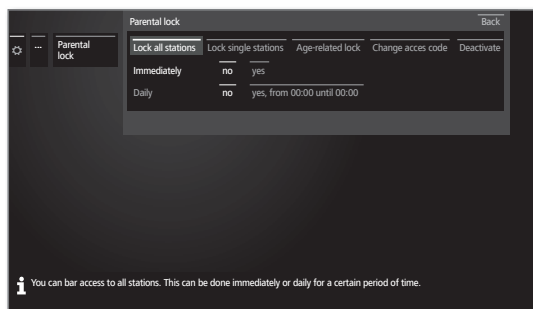 Parental lock Back
... Parental lock
Lock all stations Lock single stations Age-related lock Change acces code Deactivate
Immediately no yes
Daily no yes, from 00:00 until 00:00
i You can bar access to all stations. This can be done immediately or daily for a certain period of time.